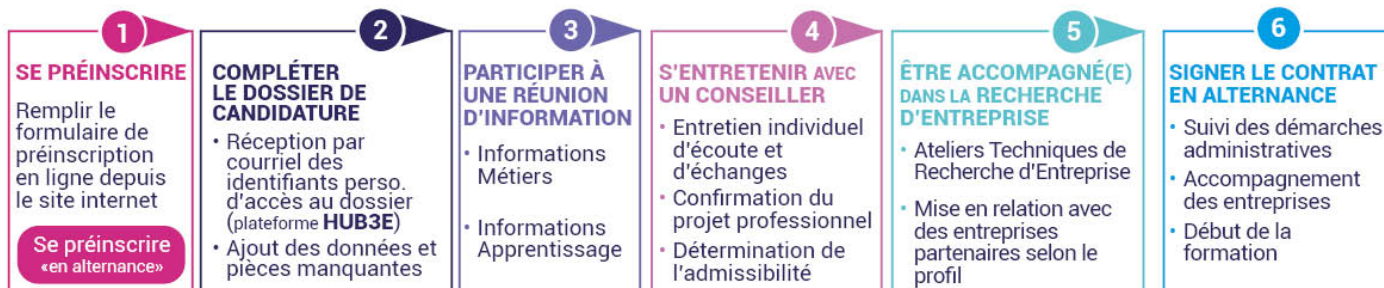 1
SE PRÉINSCRIRE
Remplir le
formulaire de
préinscription
en ligne depuis
le site internet
Se préinscrire
«en alternance»
2
COMPLÉTER
LE DOSSIER DE
CANDIDATURE
• Réception par
courriel des
identifiants perso.
d'accès au dossier
(plateforme HUB3E)
• Ajout des données et
pièces manquantes
3
PARTICIPER À
UNE RÉUNION
D'INFORMATION
• Informations
Métiers
• Informations
Apprentissage
4
S'ENTRETENIR AVEC
UN CONSEILLER
• Entretien individuel
d'écoute et
d'échanges
• Confirmation du
projet professionnel
• Détermination de
l'admissibilité
5
ÊTRE ACCOMPAGNÉ(E)
DANS LA RECHERCHE
D'ENTREPRISE
• Ateliers Techniques de
Recherche d'Entreprise
• Mise en relation avec
des entreprises
partenaires selon le
profil
6
SIGNER LE CONTRAT
EN ALTERNANCE
• Suivi des démarches
administratives
• Accompagnement
des entreprises
• Début de la
formation